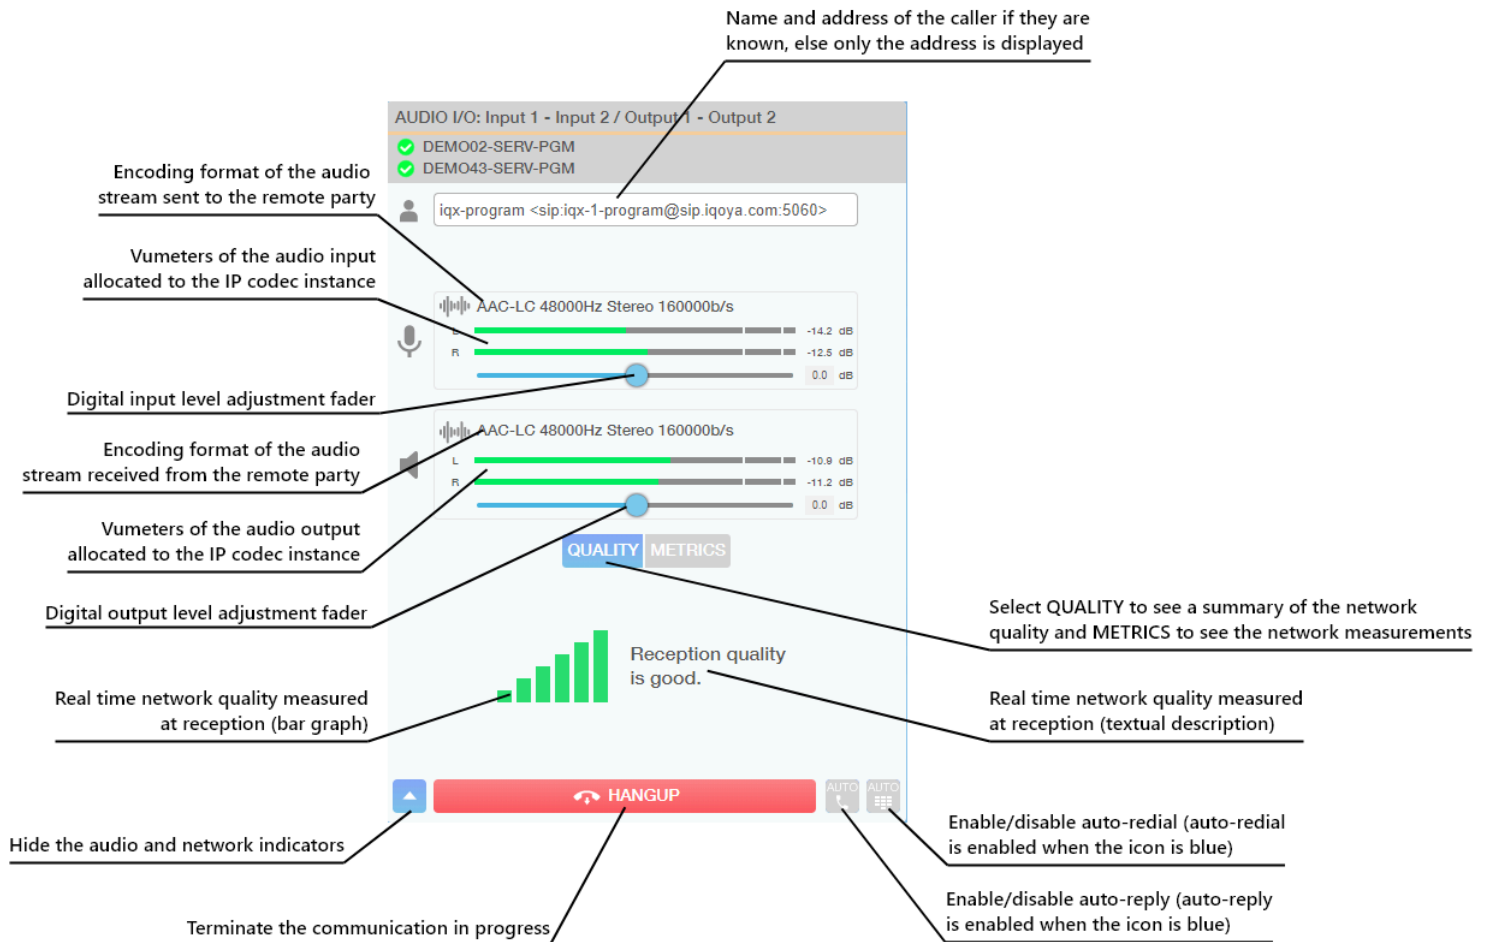 Name and address of the caller if they are
known, else only the address is displayed
AUDIO I/O: Input 1 - Input 2 / Output 1 - Output 2
DEMO02-SERV-PGM
DEMO43-SERV-PGM
Encoding format of the audio
stream sent to the remote party
iqx-program <sip:iqx-1-program@sip.iqoya.com:5060>
Vumeters of the audio input
allocated to the IP codec instance
AAC-LC 48000Hz Stereo 160000b/s
L -14.2 dB
R -12.5 dB
0.0 dB
Digital input level adjustment fader
AAC-LC 48000Hz Stereo 160000b/s
Encoding format of the audio
stream received from the remote party
L -10.9 dB
R -11.2 dB
0.0 dB
Vumeters of the audio output
allocated to the IP codec instance
QUALITY METRICS
Digital output level adjustment fader
Select QUALITY to see a summary of the network
quality and METRICS to see the network measurements
Reception quality
is good.
Real time network quality measured
at reception (bar graph)
Real time network quality measured
at reception (textual description)
HANGUP
AUTO AUTO
Hide the audio and network indicators
Enable/disable auto-redial (auto-redial
is enabled when the icon is blue)
Enable/disable auto-reply (auto-reply
is enabled when the icon is blue)
Terminate the communication in progress